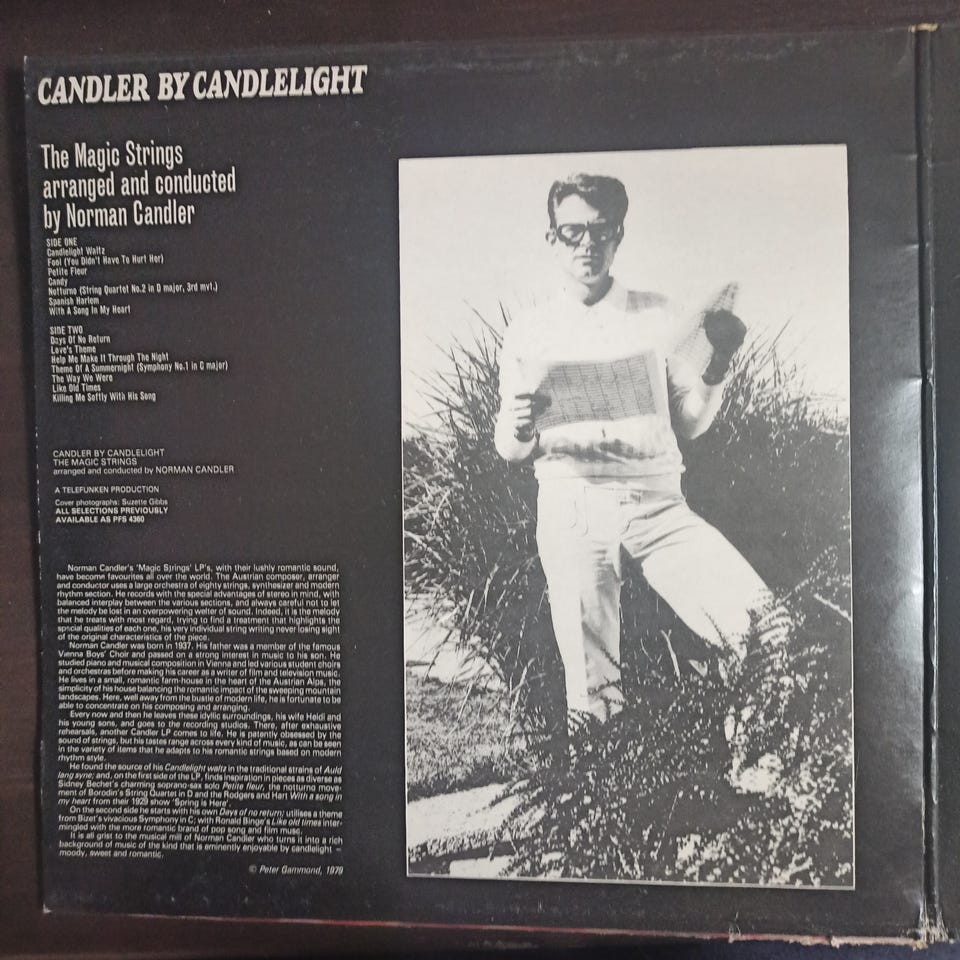 CANDLER BY CANDLELIGHT
The Magic Strings
arranged and conducted
by Norman Candler
SIDE ONE
Candlelight Waltz
Fool (You Didn't Have To Hurt Her)
Petite Fleur
Candy
Notturno (String Quartet No.2 in D major, 3rd mvt.)
Spanish Harlem
With A Song In My Heart
SIDE TWO
Days Of No Return
Love's Theme
Help Me Make It Through The Night
Theme Of A Summernight (Symphony No.1 in C major)
The Way We Were
Like Old Times
Killing Me Softly With His Song
CANDLER BY CANDLELIGHT
THE MAGIC STRINGS
arranged and conducted by NORMAN CANDLER
A TELEFUNKEN PRODUCTION
Cover photographs: Suzette Gibbs
ALL SELECTIONS PREVIOUSLY
AVAILABLE AS PFS 4360
Norman Candler's 'Magic Strings' LP's, with their lushly romantic sound,
have become favourites all over the world. The Austrian composer, arranger
and conductor uses a large orchestra of eighty strings, synthesizer and modern
rhythm section. He records with the special advantages of stereo in mind, with
balanced interplay between the various sections, and always careful not to let
the melody be lost in an overpowering welter of sound. Indeed, it is the melody
that he treats with most regard, trying to find a treatment that highlights the
special qualities of each one, his very individual string writing never losing sight
of the original characteristics of the piece.
Norman Candler was born in 1937. His father was a member of the famous
Vienna Boys' Choir and passed on a strong interest in music to his son. He
studied piano and musical composition in Vienna and led various student choirs
and orchestras before making his career as a writer of film and television music.
He lives in a small, romantic farm-house in the heart of the Austrian Alps, the
simplicity of his house balancing the romantic impact of the sweeping mountain
landscapes. Here, well away from the bustle of modern life, he is fortunate to be
able to concentrate on his composing and arranging.
Every now and then he leaves these idyllic surroundings, his wife Heidi and
his young sons, and goes to the recording studios. There, after exhaustive
rehearsals, another Candler LP comes to life. He is patently obsessed by the
sound of strings, but his tastes range across every kind of music, as can be seen
in the variety of items that he adapts to his romantic strings based on modern
rhythm style.
He found the source of his Candlelight waltz in the traditional strains of Auld
lang syne; and, on the first side of the LP, finds inspiration in pieces as diverse as
Sidney Bechet's charming soprano-sax solo Petite fleur, the notturno move-
ment of Borodin's String Quartet in D and the Rodgers and Hart With a song in
my heart from their 1929 show 'Spring is Here'.
On the second side he starts with his own Days of no return; utilises a theme
from Bizet's vivacious Symphony in C; with Ronald Binge's Like old times inter-
mingled with the more romantic brand of pop song and film music.
It is all grist to the musical mill of Norman Candler who turns it into a rich
background of music of the kind that is eminently enjoyable by candlelight –
moody, sweet and romantic.
© Peter Gammond, 1979